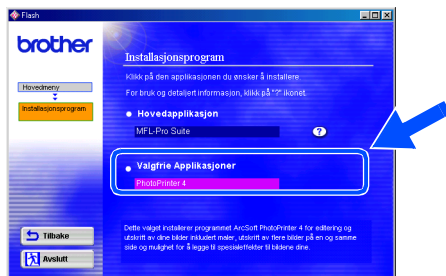 Flash
brother
Installasjonsprogram
Klikk på den applikasjonen du ønsker å installere
For bruk og detaljert informasjon, klikk på "?" ikonet.
Hovedmeny
Installasjonsprogram
Hovedapplikasjon
MFL-Pro Suite
?
Valgfrie Applikasjoner
PhotoPrinter 4
Dette valget installerer programmet ArcSoft PhotoPrinter 4 for editering og
utskrift av dine bilder inkludert maler, utskrift av flere bilder på en og samme
side og mulighet for å legge til spesialeffekter til bildene dine.
Tilbake
Avslutt